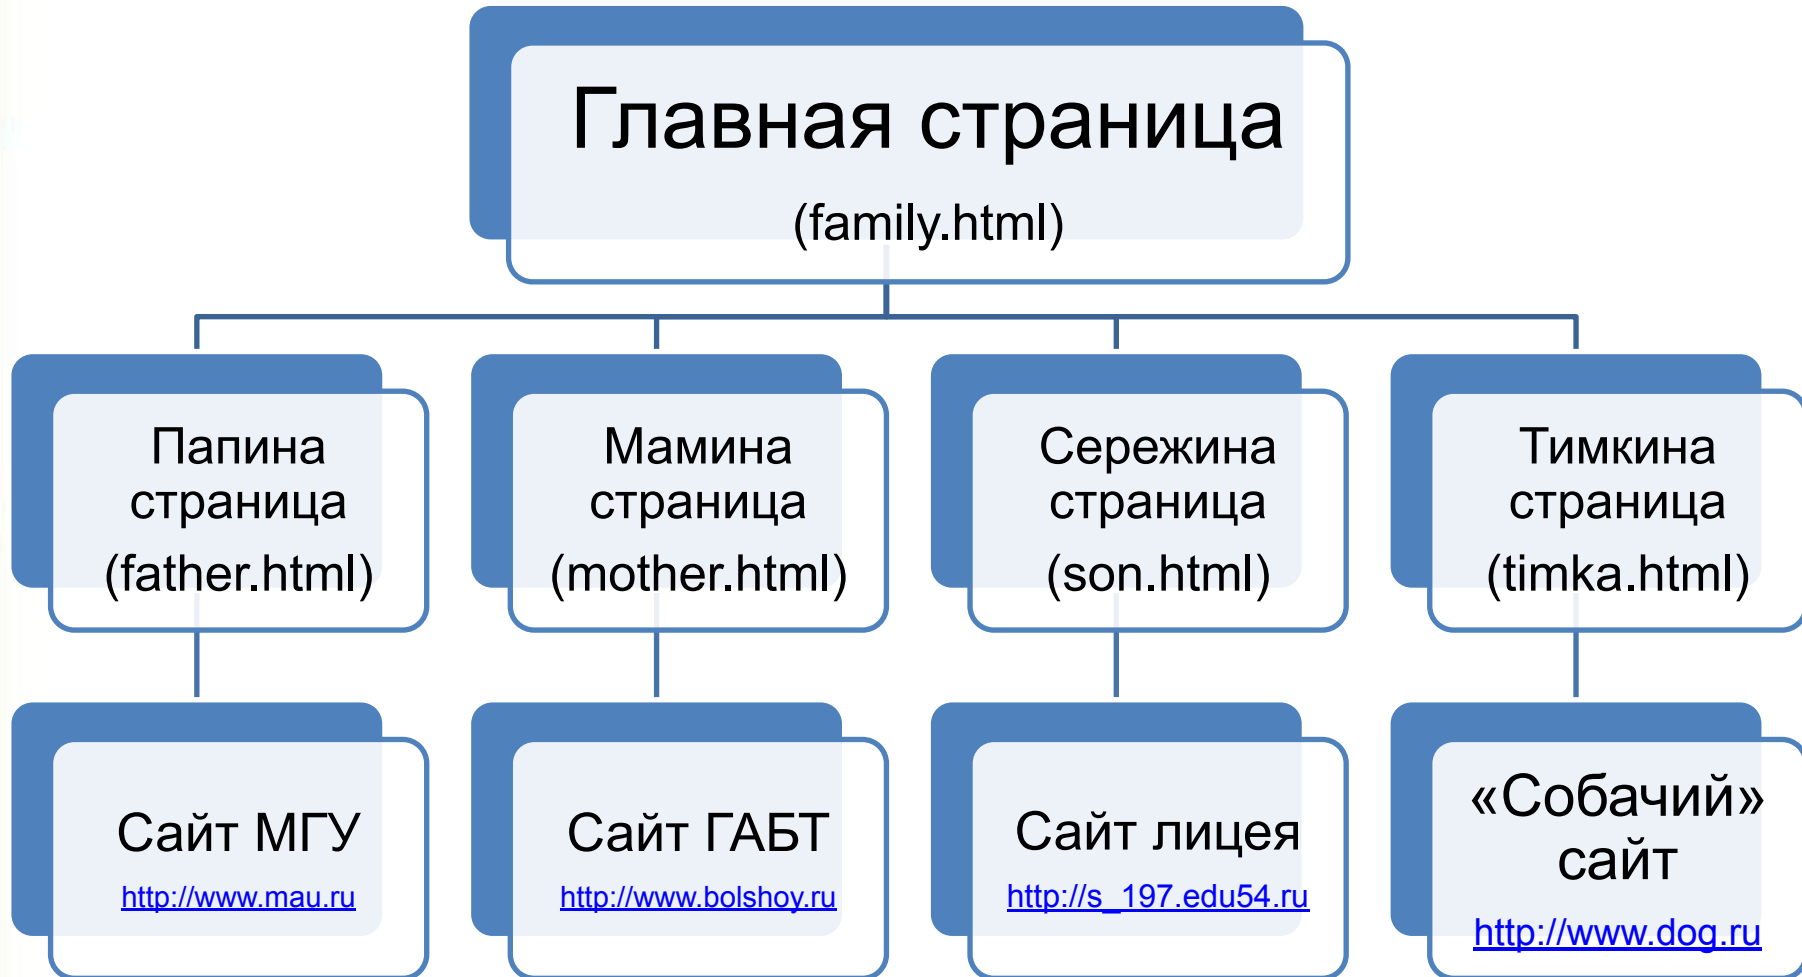 Главная страница
(family.html)
Папина
страница
(father.html)
Мамина
страница
(mother.html)
Сережина
страница
(son.html)
Тимкина
страница
(timka.html)
Сайт МГУ
http://www.mau.ru
Сайт ГАБТ
http://www.bolshoy.ru
Сайт лицея
http://s_197.edu54.ru
«Собачий»
сайт
http://www.dog.ru